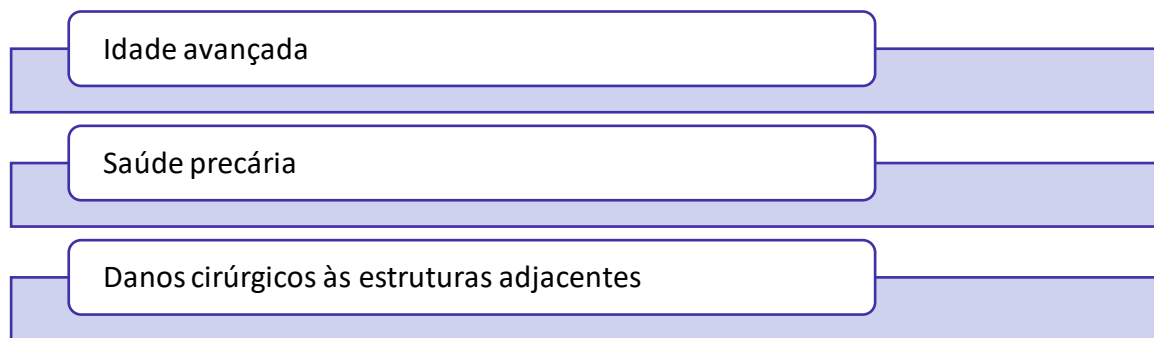 Idade avançada
Saúde precária
Danos cirúrgicos às estruturas adjacentes